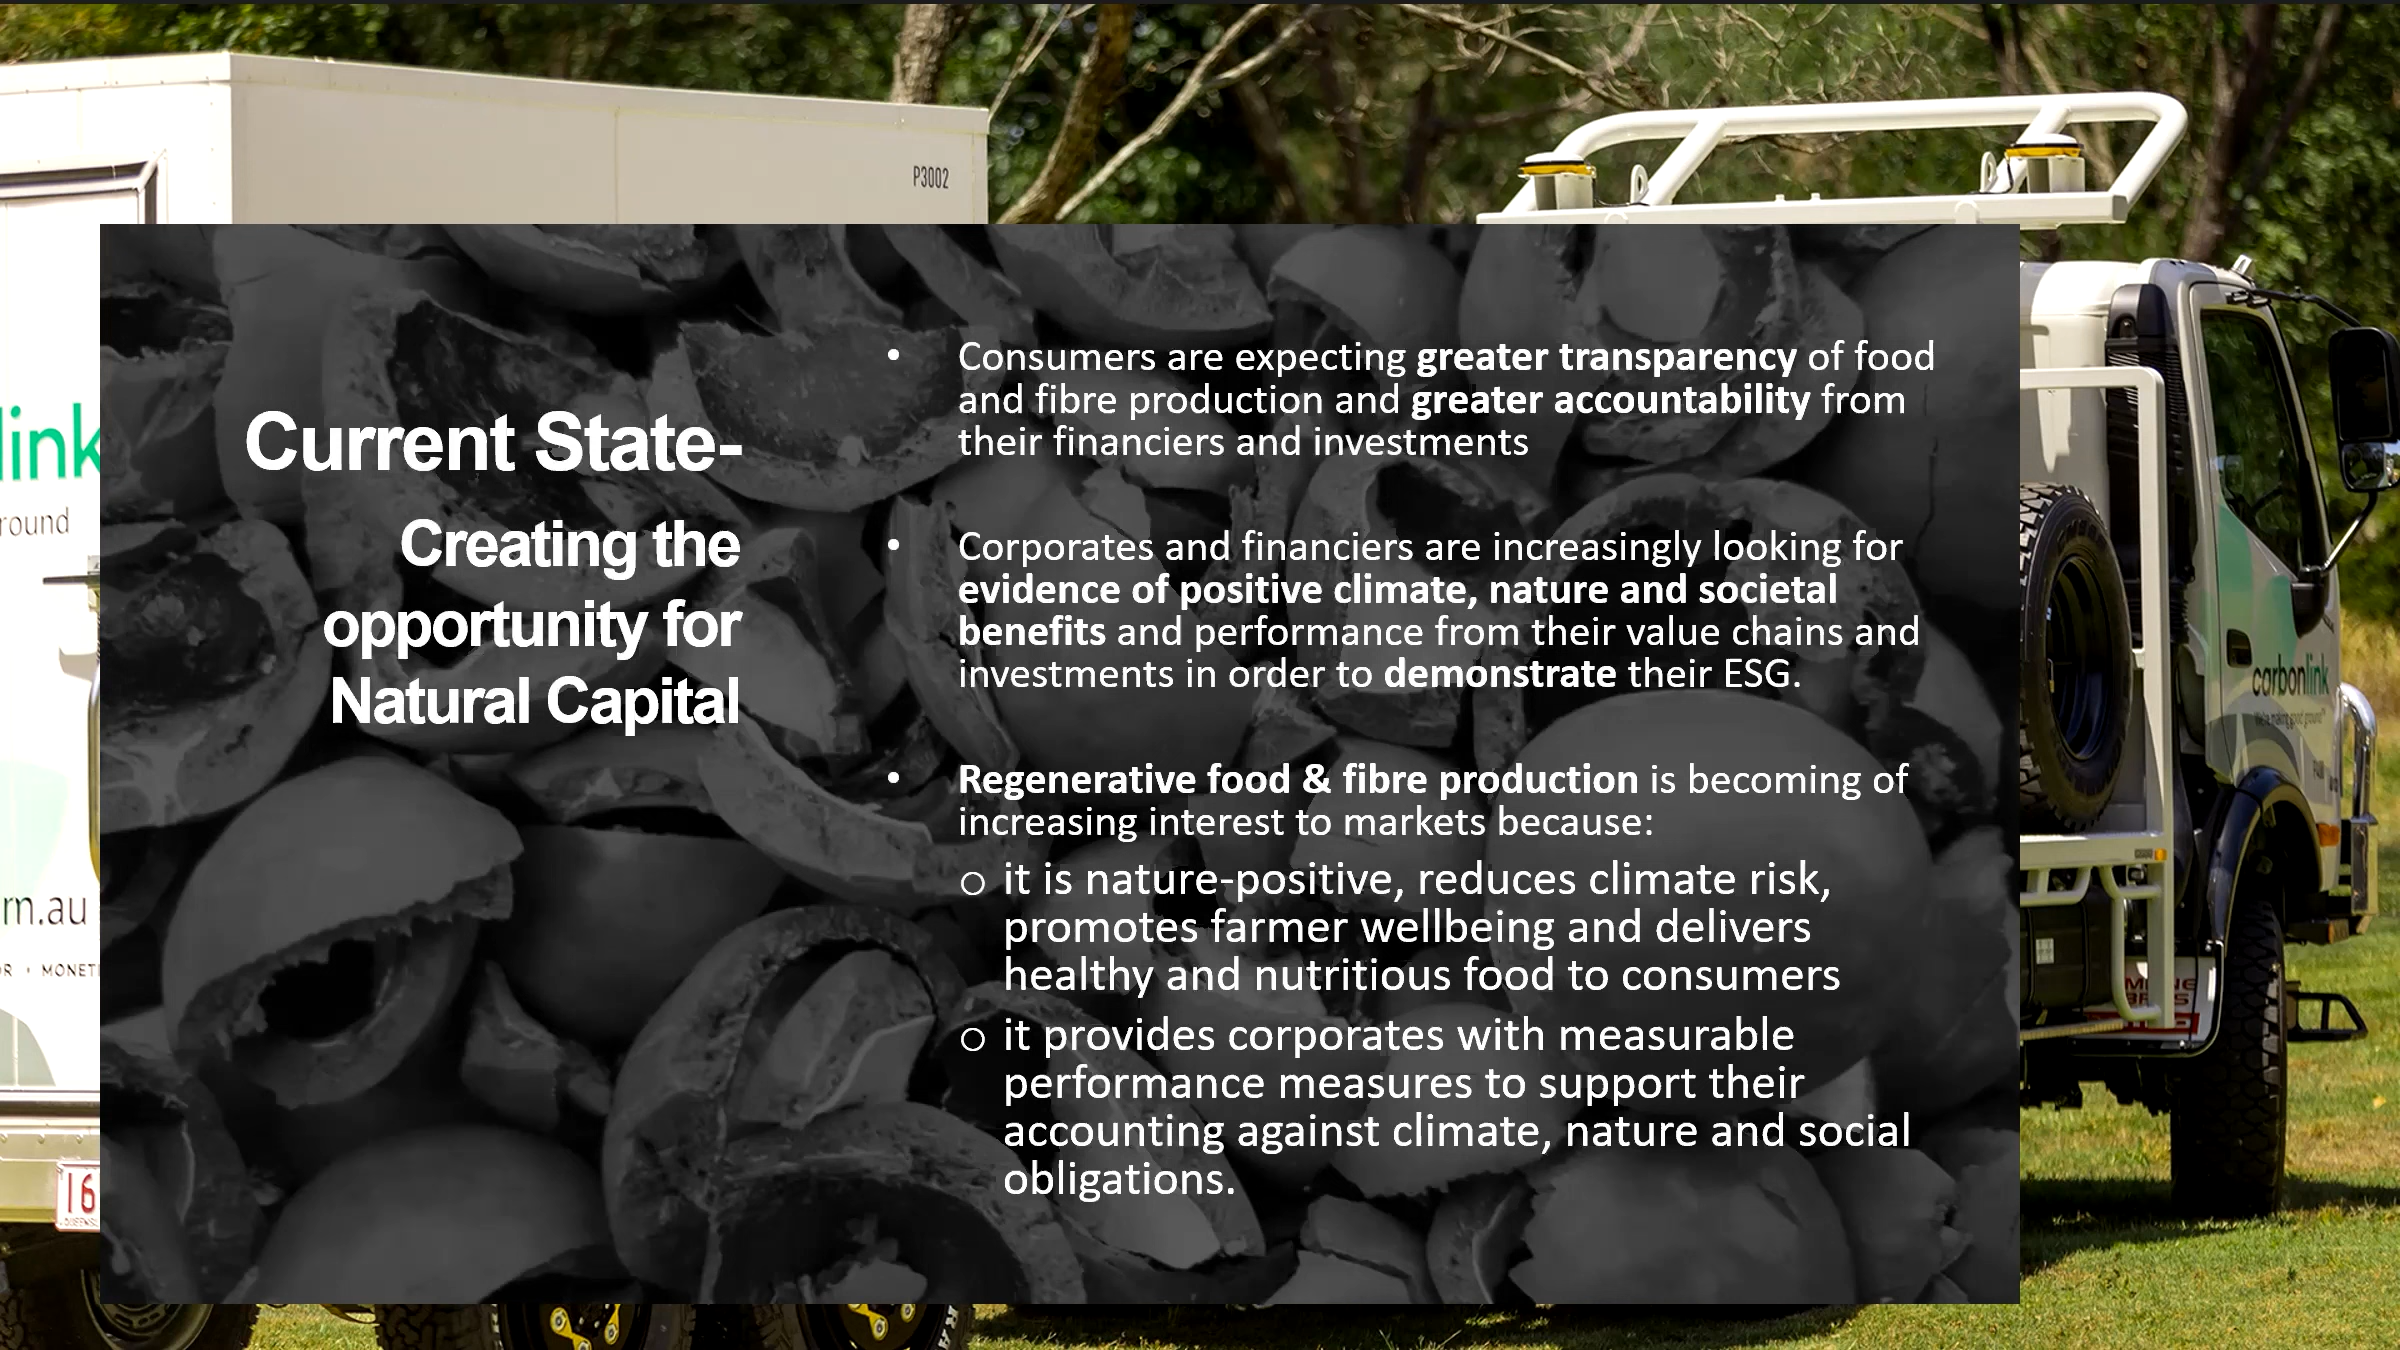 P3002
link
round
rn.au
MONET
16
Current State-
Creating the
opportunity for
Natural Capital
• Consumers are expecting greater transparency of food
and fibre production and greater accountability from
their financiers and investments
• Corporates and financiers are increasingly looking for
evidence of positive climate, nature and societal
benefits and performance from their value chains and
investments in order to demonstrate their ESG.
• Regenerative food & fibre production is becoming of
increasing interest to markets because:
o it is nature-positive, reduces climate risk,
promotes farmer wellbeing and delivers
healthy and nutritious food to consumers
o it provides corporates with measurable
performance measures to support their
accounting against climate, nature and social
obligations.
carbonlink
We're making good ground